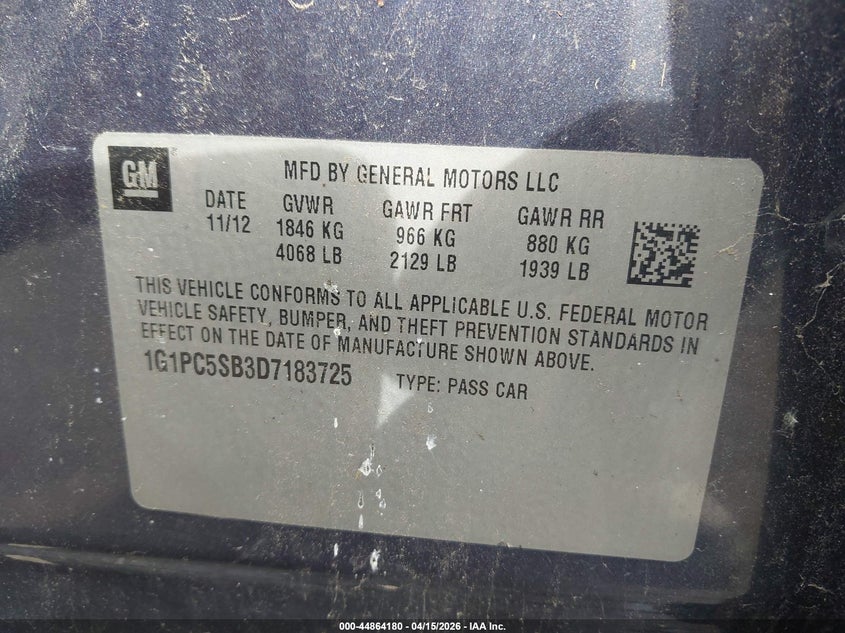 GM
MFD BY GENERAL MOTORS LLC
DATE GVWR GAWR FRT GAWR RR
11/12 1846 KG 966 KG 880 KG
4068 LB 2129 LB 1939 LB
THIS VEHICLE CONFORMS TO ALL APPLICABLE U.S. FEDERAL MOTOR
VEHICLE SAFETY, BUMPER, AND THEFT PREVENTION STANDARDS IN
EFFECT ON THE DATE OF MANUFACTURE SHOWN ABOVE.
1G1PC5SB3D7183725 TYPE: PASS CAR
000-44864180 - 04/15/2026 - IAA Inc.